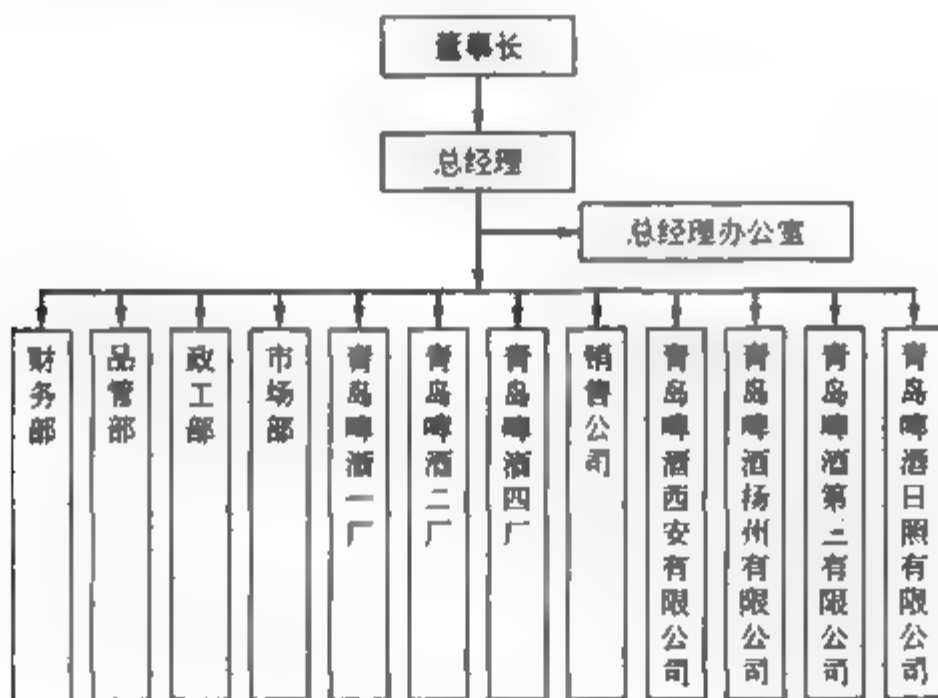 董事长
总经理
总经理办公室
财务部
品管部
政工部
市场部
青岛啤酒一厂
青岛啤酒二厂
青岛啤酒四厂
销售公司
青岛啤酒西安有限公司
青岛啤酒扬州有限公司
青岛啤酒第三有限公司
青岛啤酒日照有限公司